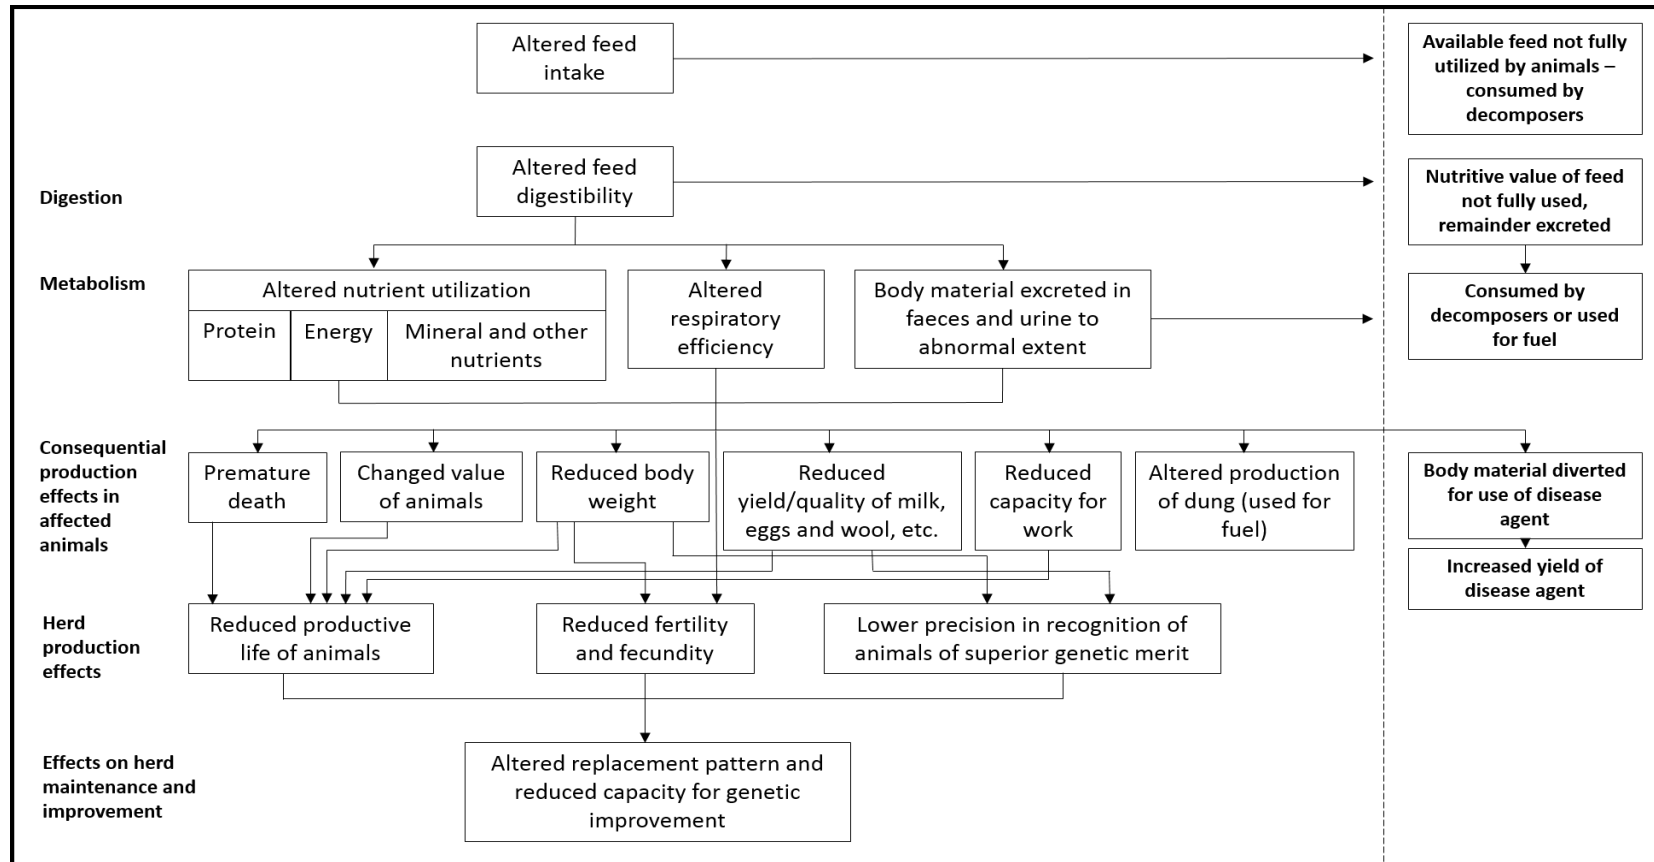 Altered feed
intake
Available feed not fully
utilized by animals –
consumed by
decomposers
Digestion
Altered feed
digestibility
Nutritive value of feed
not fully used,
remainder excreted
Metabolism
Altered nutrient utilization
Protein
Energy
Mineral and other
nutrients
Altered
respiratory
efficiency
Body material excreted in
faeces and urine to
abnormal extent
Consumed by
decomposers or used
for fuel
Consequential
production
effects in
affected
animals
Premature
death
Changed value
of animals
Reduced body
weight
Reduced
yield/quality of milk,
eggs and wool, etc.
Reduced
capacity for
work
Altered production
of dung (used for
fuel)
Body material diverted
for use of disease
agent
Increased yield of
disease agent
Herd
production
effects
Reduced productive
life of animals
Reduced fertility
and fecundity
Lower precision in recognition of
animals of superior genetic merit
Effects on herd
maintenance and
improvement
Altered replacement pattern and
reduced capacity for genetic
improvement